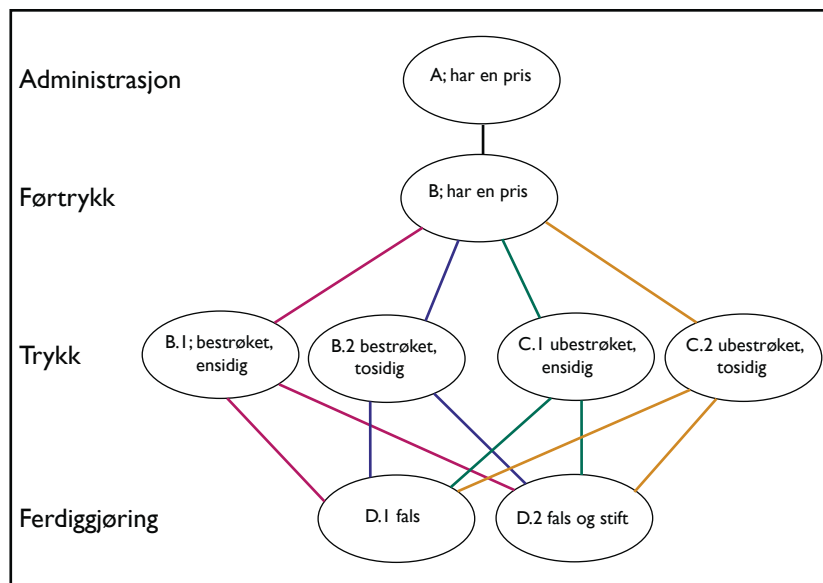 Administrasjon
A; har en pris
Førtrykk
B; har en pris
Trykk
B.1; bestrøket,
ensidig
B.2 bestrøket,
tosidig
C.1 ubestrøket,
ensidig
C.2 ubestrøket,
tosidig
Ferdiggjøring
D.1 fals
D.2 fals og stift